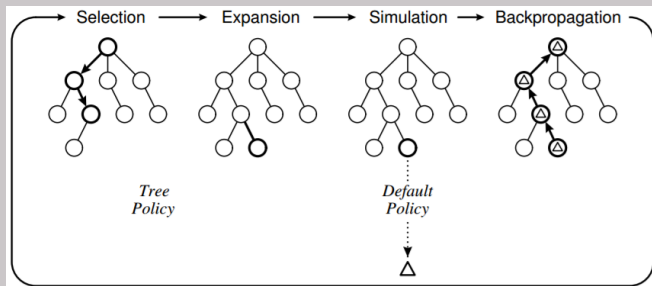 Selection
Expansion
Simulation
Backpropagation
Tree
Policy
Default
Policy